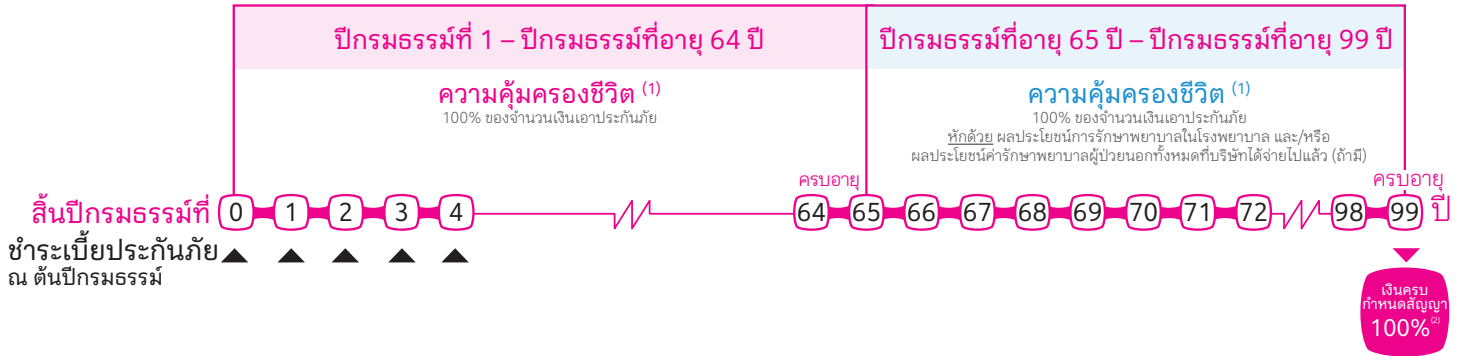 ปีกรมธรรม์ที่ 1 – ปีกรมธรรม์ที่อายุ 64 ปี
ปีกรมธรรม์ที่อายุ 65 ปี – ปีกรมธรรม์ที่อายุ 99 ปี
ความคุ้มครองชีวิต (1)
100% ของจำนวนเงินเอาประกันภัย
ความคุ้มครองชีวิต (1)
100% ของจำนวนเงินเอาประกันภัย
หักด้วย ผลประโยชน์การรักษาพยาบาลในโรงพยาบาล และ/หรือ
ผลประโยชน์ค่ารักษาพยาบาลผู้ป่วยนอกทั้งหมดที่บริษัทได้จ่ายไปแล้ว (ถ้ามี)
ครบอายุ
ครบอายุ
สิ้นปีกรมธรรม์ที่ 0 1 2 3 4 64 65 66 67 68 69 70 71 72 98 99 ปี
ชำระเบี้ยประกันภัย
ณ ต้นปีกรมธรรม์
เงินครบ
กำหนดสัญญา
100% (2)